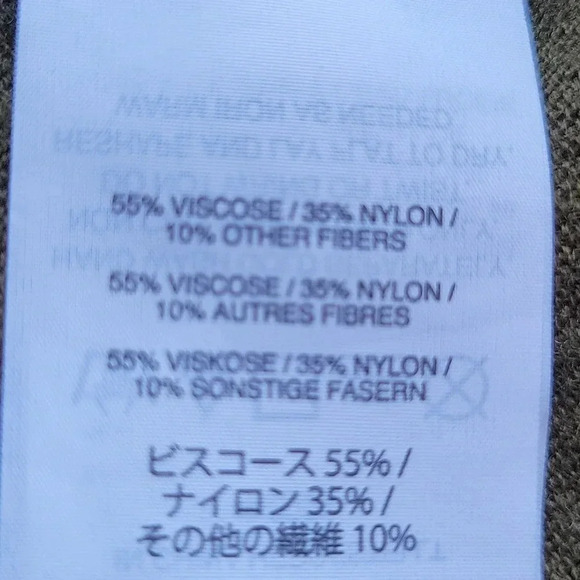 55% VISCOSE / 35% NYLON /
10% OTHER FIBERS
55% VISCOSE / 35% NYLON /
10% AUTRES FIBRES
55% VISKOSE / 35% NYLON /
10% SONSTIGE FASERN
ビスコース 55% /
ナイロン 35% /
その他の繊維 10%